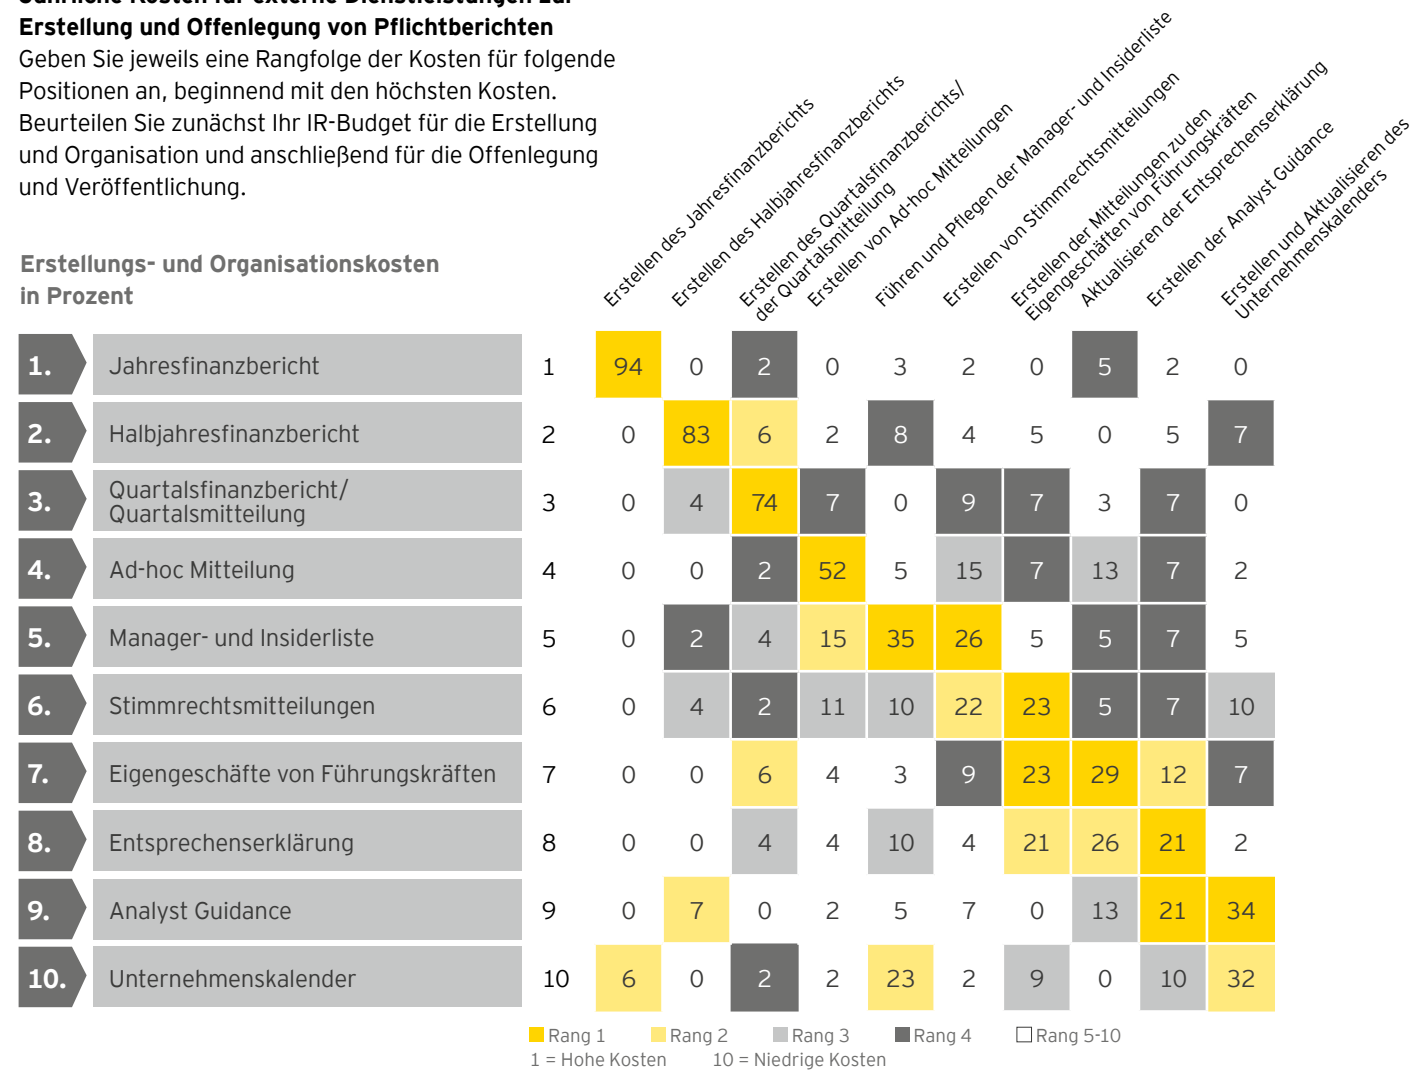 Jährliche Kosten für externe Dienstleistungen zur
Erstellung und Offenlegung von Pflichtberichten
Geben Sie jeweils eine Rangfolge der Kosten für folgende
Positionen an, beginnend mit den höchsten Kosten.
Beurteilen Sie zunächst Ihr IR-Budget für die Erstellung
und Organisation und anschließend für die Offenlegung
und Veröffentlichung.
Erstellungs- und Organisationskosten
in Prozent
Erstellen des Jahresfinanzberichts
Erstellen des Halbjahresfinanzberichts
Erstellen des Quartalsfinanzberichts/
der Quartalsmitteilung
Erstellen von Ad-hoc Mitteilungen
Führen und Pflegen der Manager- und Insiderliste
Erstellen von Stimmrechtsmitteilungen
Erstellen der Mitteilungen zu den
Eigengeschäften von Führungskräften
Aktualisieren der Entsprechenserklärung
Erstellen der Analyst Guidance
Erstellen und Aktualisieren des
Unternehmenskalenders
1. Jahresfinanzbericht 1 94 0 2 0 3 2 0 5 2 0
2. Halbjahresfinanzbericht 2 0 83 6 2 8 4 5 0 5 7
3. Quartalsfinanzbericht/
Quartalsmitteilung 3 0 4 74 7 0 9 7 3 7 0
4. Ad-hoc Mitteilung 4 0 0 2 52 5 15 7 13 7 2
5. Manager- und Insiderliste 5 0 2 4 15 35 26 5 5 7 5
6. Stimmrechtsmitteilungen 6 0 4 2 11 10 22 23 5 7 10
7. Eigengeschäfte von Führungskräften 7 0 0 6 4 3 9 23 29 12 7
8. Entsprechenserklärung 8 0 0 4 4 10 4 21 26 21 2
9. Analyst Guidance 9 0 7 0 2 5 7 0 13 21 34
10. Unternehmenskalender 10 6 0 2 2 23 2 9 0 10 32
Rang 1 Rang 2 Rang 3 Rang 4 Rang 5-10
1 = Hohe Kosten 10 = Niedrige Kosten